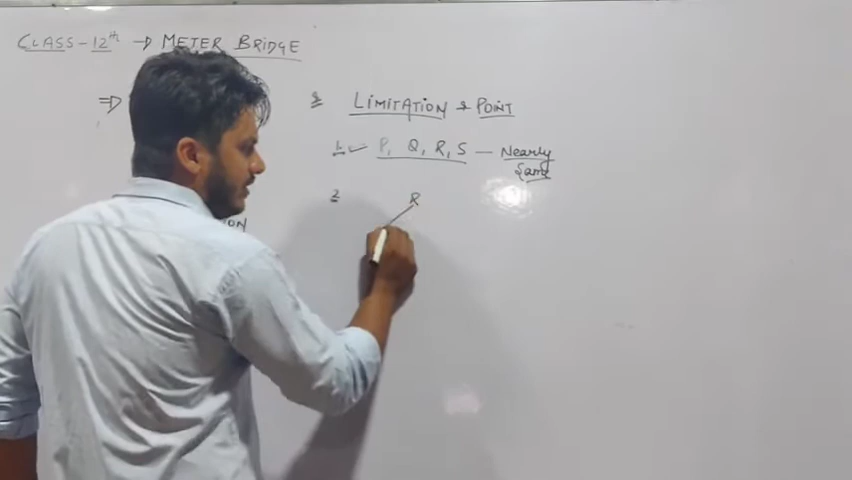 CLASS-12th → METER BRIDGE
⇒
* LIMITATION & POINT
1. ✓ P, Q, R, S — Nearly
Same
2. R
ON